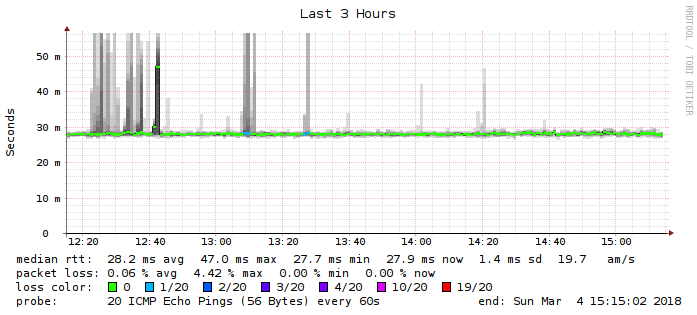 Last 3 Hours
RRDTOOL / TOBI OETIKER
Seconds
50 m
40 m
30 m
20 m
10 m
0
12:20 12:40 13:00 13:20 13:40 14:00 14:20 14:40 15:00
median rtt: 28.2 ms avg 47.0 ms max 27.7 ms min 27.9 ms now 1.4 ms sd 19.7 am/s
packet loss: 0.06 % avg 4.42 % max 0.00 % min 0.00 % now
loss color: 0 1/20 2/20 3/20 4/20 10/20 19/20
probe: 20 ICMP Echo Pings (56 Bytes) every 60s end: Sun Mar 4 15:15:02 2018